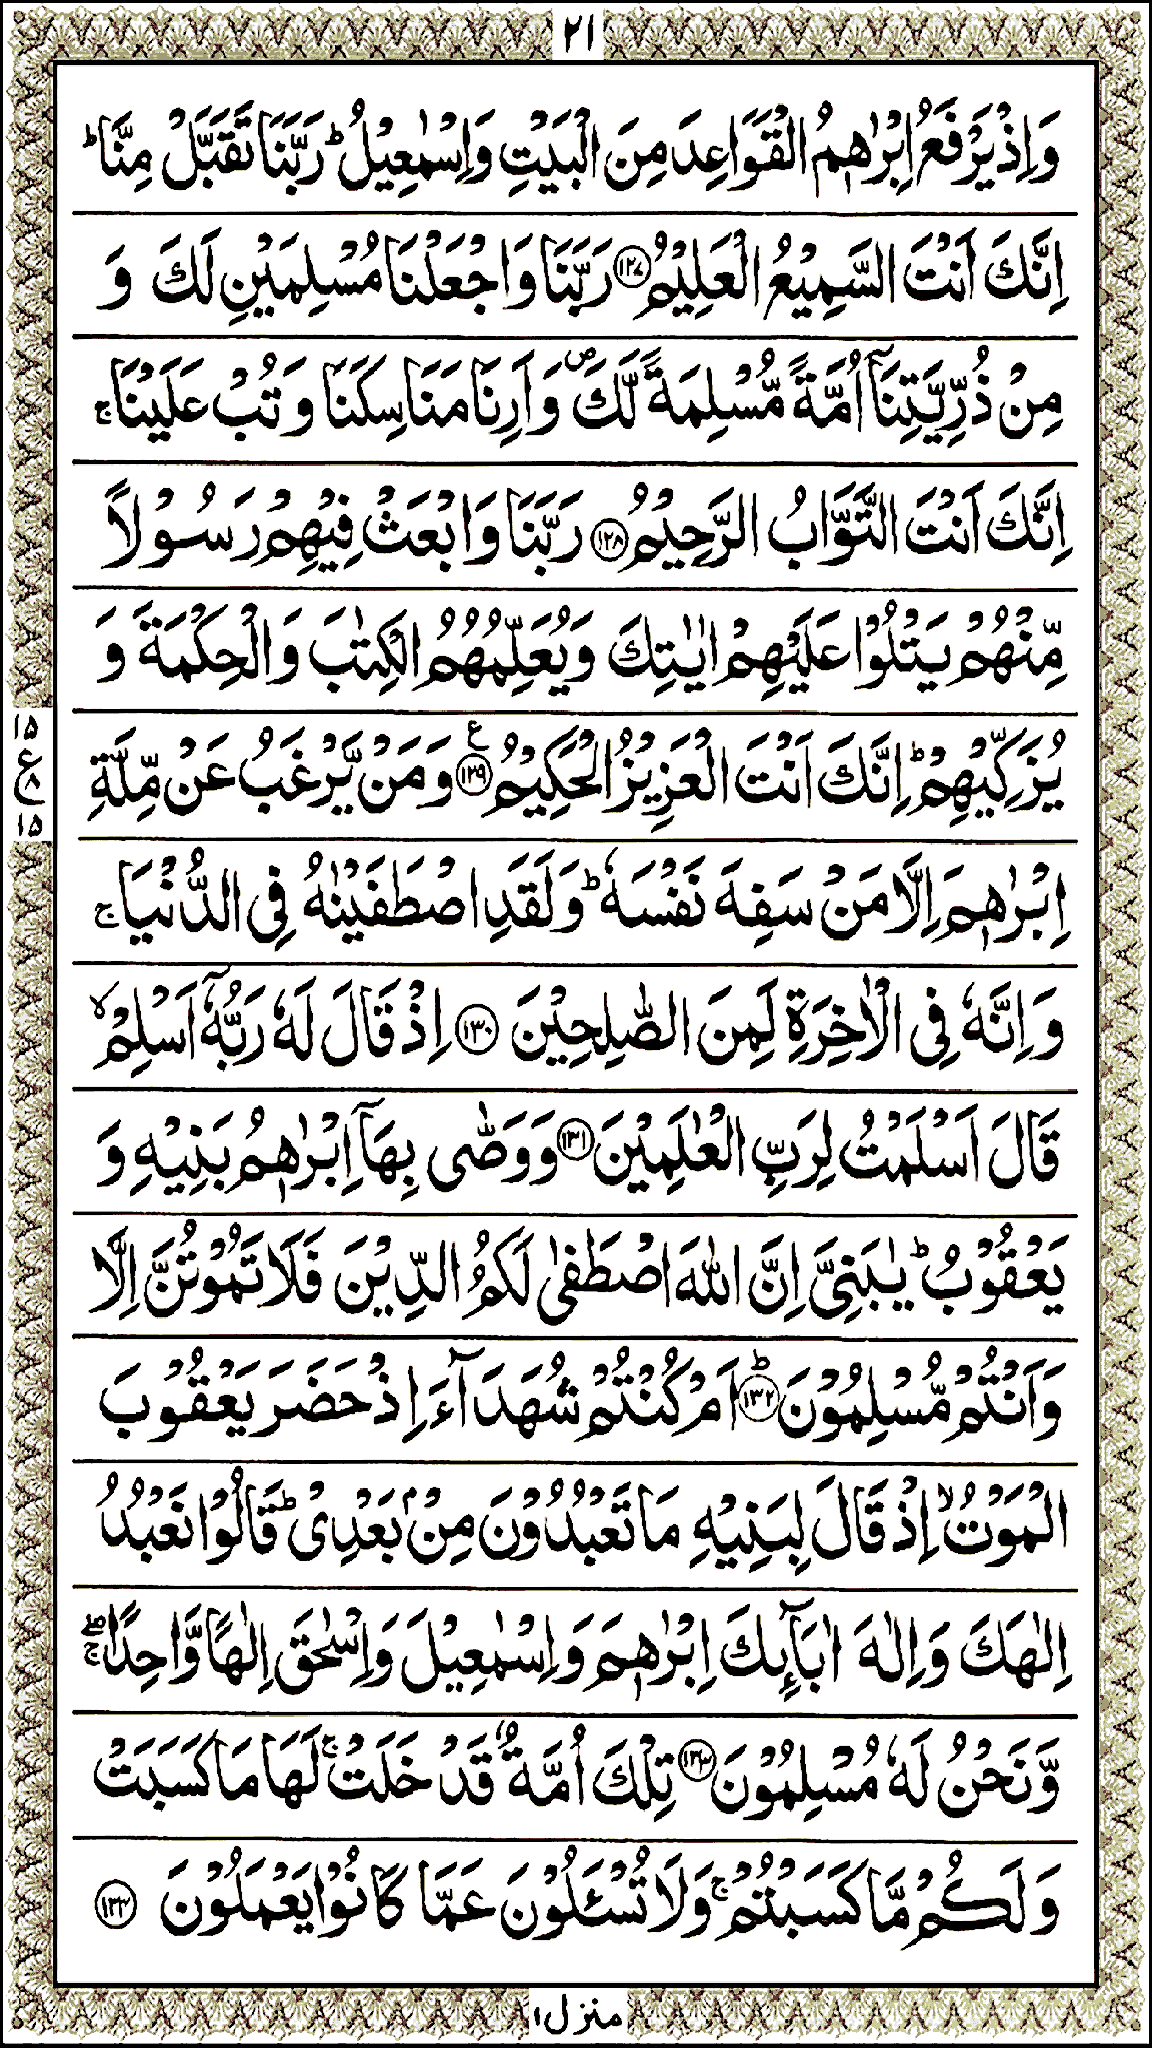 ٢١
وَاِذْ يَرْفَعُ اِبْرٰهٖمُ الْقَوَاعِدَ مِنَ الْبَيْتِ وَاِسْمٰعِيْلُ ؕ رَبَّنَا تَقَبَّلْ مِنَّا ؕ
اِنَّكَ اَنْتَ السَّمِيْعُ الْعَلِيْمُ ۝١٢٧ رَبَّنَا وَاجْعَلْنَا مُسْلِمَيْنِ لَكَ وَ
مِنْ ذُرِّيَّتِنَاۤ اُمَّةً مُّسْلِمَةً لَّكَ ۪ وَاَرِنَا مَنَاسِكَنَا وَتُبْ عَلَيْنَا ۚ
اِنَّكَ اَنْتَ التَّوَّابُ الرَّحِيْمُ ۝١٢٨ رَبَّنَا وَابْعَثْ فِيْهِمْ رَسُوْلًا
مِّنْهُمْ يَتْلُوْا عَلَيْهِمْ اٰيٰتِكَ وَيُعَلِّمُهُمُ الْكِتٰبَ وَالْحِكْمَةَ وَ
يُزَكِّيْهِمْ ؕ اِنَّكَ اَنْتَ الْعَزِيْزُ الْحَكِيْمُ ۝١٢٩ ع وَمَنْ يَّرْغَبُ عَنْ مِّلَّةِ
١٥
ع ٨
١٥
اِبْرٰهٖمَ اِلَّا مَنْ سَفِهَ نَفْسَهٗ ؕ وَلَقَدِ اصْطَفَيْنٰهُ فِى الدُّنْيَا ۚ
وَاِنَّهٗ فِى الْاٰخِرَةِ لَمِنَ الصّٰلِحِيْنَ ۝١٣٠ اِذْ قَالَ لَهٗ رَبُّهٗۤ اَسْلِمْ ۙ
قَالَ اَسْلَمْتُ لِرَبِّ الْعٰلَمِيْنَ ۝١٣١ وَوَصّٰى بِهَاۤ اِبْرٰهٖمُ بَنِيْهِ وَ
يَعْقُوْبُ ؕ يٰبَنِىَّ اِنَّ اللّٰهَ اصْطَفٰى لَكُمُ الدِّيْنَ فَلَا تَمُوْتُنَّ اِلَّا
وَاَنْتُمْ مُّسْلِمُوْنَ ؕ ۝١٣٢ اَمْ كُنْتُمْ شُهَدَآءَ اِذْ حَضَرَ يَعْقُوْبَ
الْمَوْتُ ۙ اِذْ قَالَ لِبَنِيْهِ مَا تَعْبُدُوْنَ مِنْۢ بَعْدِىْ ؕ قَالُوْا نَعْبُدُ
اِلٰهَكَ وَاِلٰهَ اٰبَآٮِٕكَ اِبْرٰهٖمَ وَاِسْمٰعِيْلَ وَاِسْحٰقَ اِلٰهًا وَّاحِدًا ۖۚ
وَّنَحْنُ لَهٗ مُسْلِمُوْنَ ۝١٣٣ تِلْكَ اُمَّةٌ قَدْ خَلَتْ ۚ لَهَا مَا كَسَبَتْ
وَلَكُمْ مَّا كَسَبْتُمْ ۚ وَلَا تُسْـَٔلُوْنَ عَمَّا كَانُوْا يَعْمَلُوْنَ ۝١٣٤
منزل ١